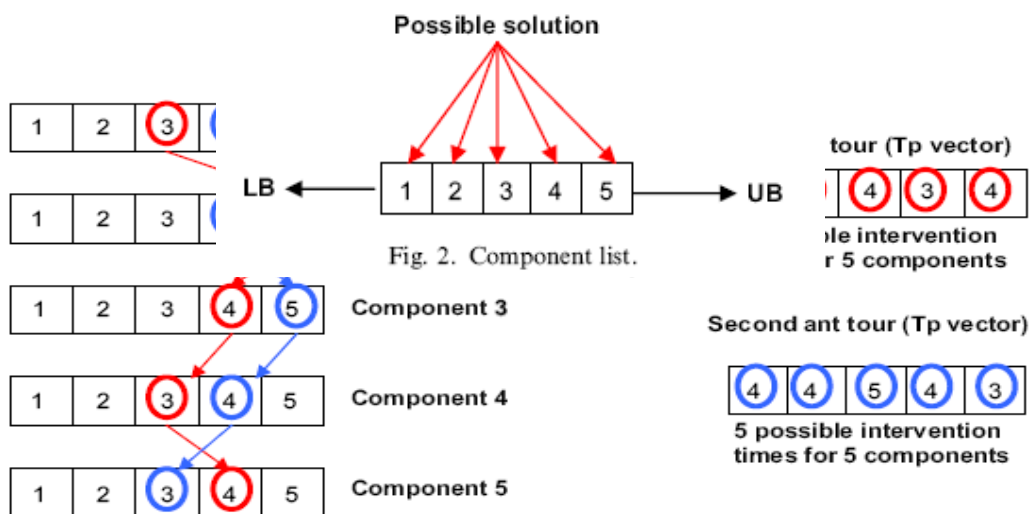 Possible solution
1 2 3
tour (Tp vector)
LB 1 2 3 4 5 UB
4 3 4
1 2 3
intervention
r 5 components
Fig. 2. Component list.
1 2 3 4 5 Component 3
Second ant tour (Tp vector)
1 2 3 4 5 Component 4
4 4 5 4 3
5 possible intervention
times for 5 components
1 2 3 4 5 Component 5